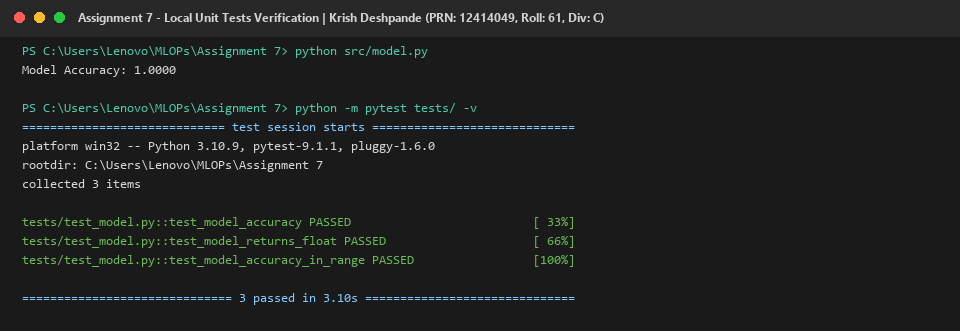 Assignment 7 - Local Unit Tests Verification | Krish Deshpande (PRN: 12414049, Roll: 61, Div: C)
PS C:\Users\Lenovo\MLOPs\Assignment 7> python src/model.py
Model Accuracy: 1.0000
PS C:\Users\Lenovo\MLOPs\Assignment 7> python -m pytest tests/ -v
============================= test session starts =============================
platform win32 -- Python 3.10.9, pytest-9.1.1, pluggy-1.6.0
rootdir: C:\Users\Lenovo\MLOPs\Assignment 7
collected 3 items
tests/test_model.py::test_model_accuracy PASSED                          [ 33%]
tests/test_model.py::test_model_returns_float PASSED                     [ 66%]
tests/test_model.py::test_model_accuracy_in_range PASSED                 [100%]
============================== 3 passed in 3.10s ==============================